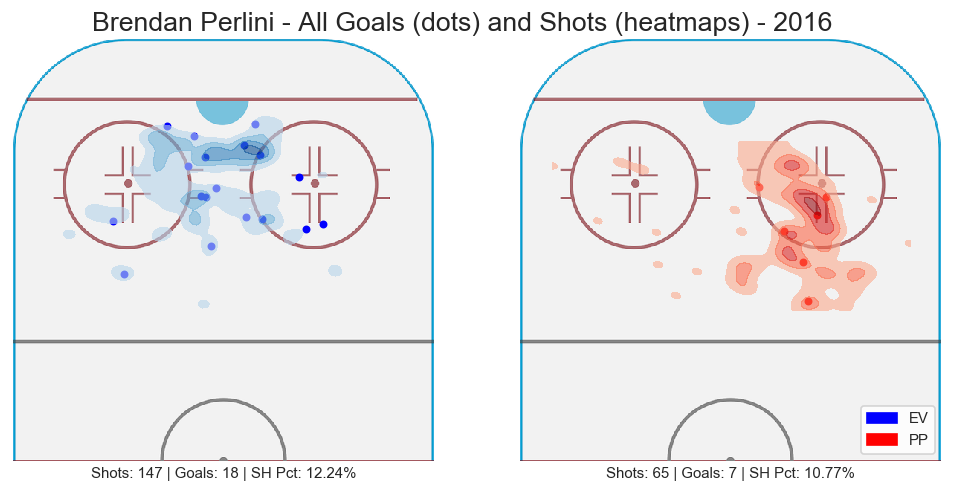 Brendan Perlini - All Goals (dots) and Shots (heatmaps) - 2016
EV
PP
Shots: 147 | Goals: 18 | SH Pct: 12.24%
Shots: 65 | Goals: 7 | SH Pct: 10.77%